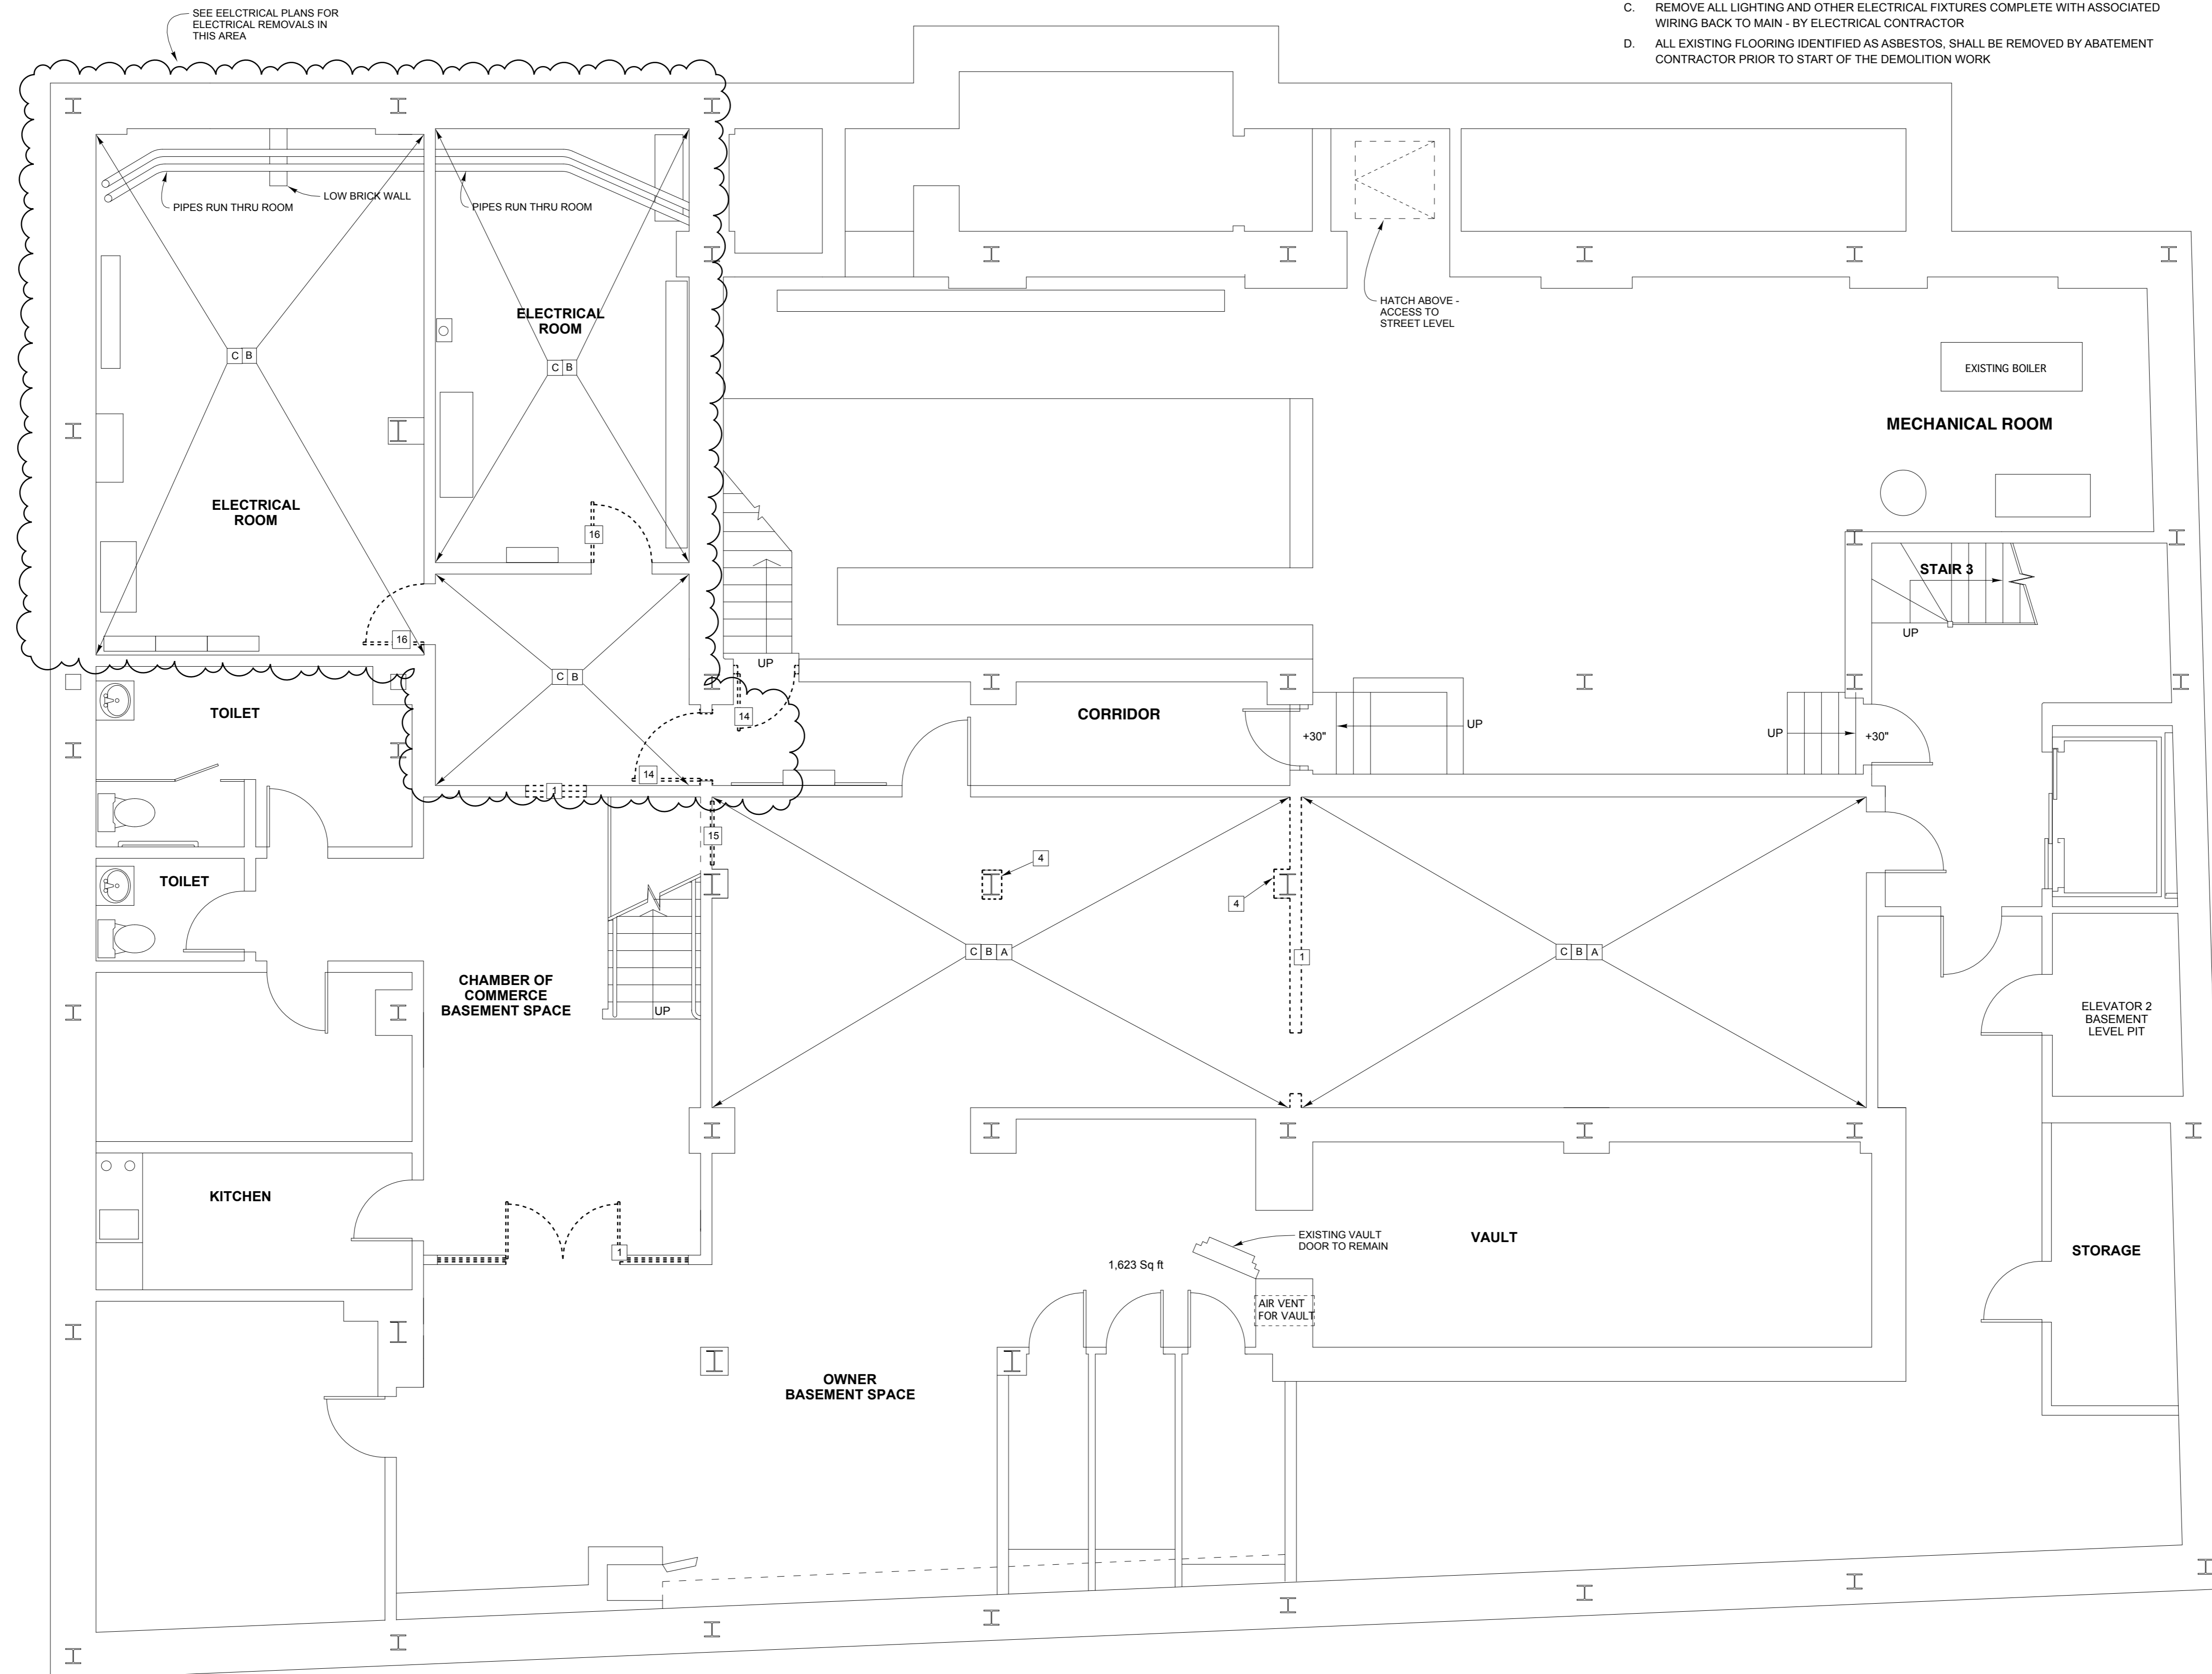 SEE EELCTRICAL PLANS FOR
ELECTRICAL REMOVALS IN
THIS AREA
C. REMOVE ALL LIGHTING AND OTHER ELECTRICAL FIXTURES COMPLETE WITH ASSOCIATED
WIRING BACK TO MAIN - BY ELECTRICAL CONTRACTOR
D. ALL EXISTING FLOORING IDENTIFIED AS ASBESTOS, SHALL BE REMOVED BY ABATEMENT
CONTRACTOR PRIOR TO START OF THE DEMOLITION WORK
PIPES RUN THRU ROOM
LOW BRICK WALL
PIPES RUN THRU ROOM
HATCH ABOVE -
ACCESS TO
STREET LEVEL
ELECTRICAL
ROOM
C B
C B
EXISTING BOILER
MECHANICAL ROOM
ELECTRICAL
ROOM
16
STAIR 3
UP
16
UP
C B
TOILET
14
CORRIDOR
+30"
UP
UP
+30"
14
1
15
4
4
TOILET
C B A
1
C B A
CHAMBER OF
COMMERCE
BASEMENT SPACE
UP
ELEVATOR 2
BASEMENT
LEVEL PIT
KITCHEN
1
EXISTING VAULT
DOOR TO REMAIN
VAULT
STORAGE
1,623 Sq ft
AIR VENT
FOR VAULT
OWNER
BASEMENT SPACE